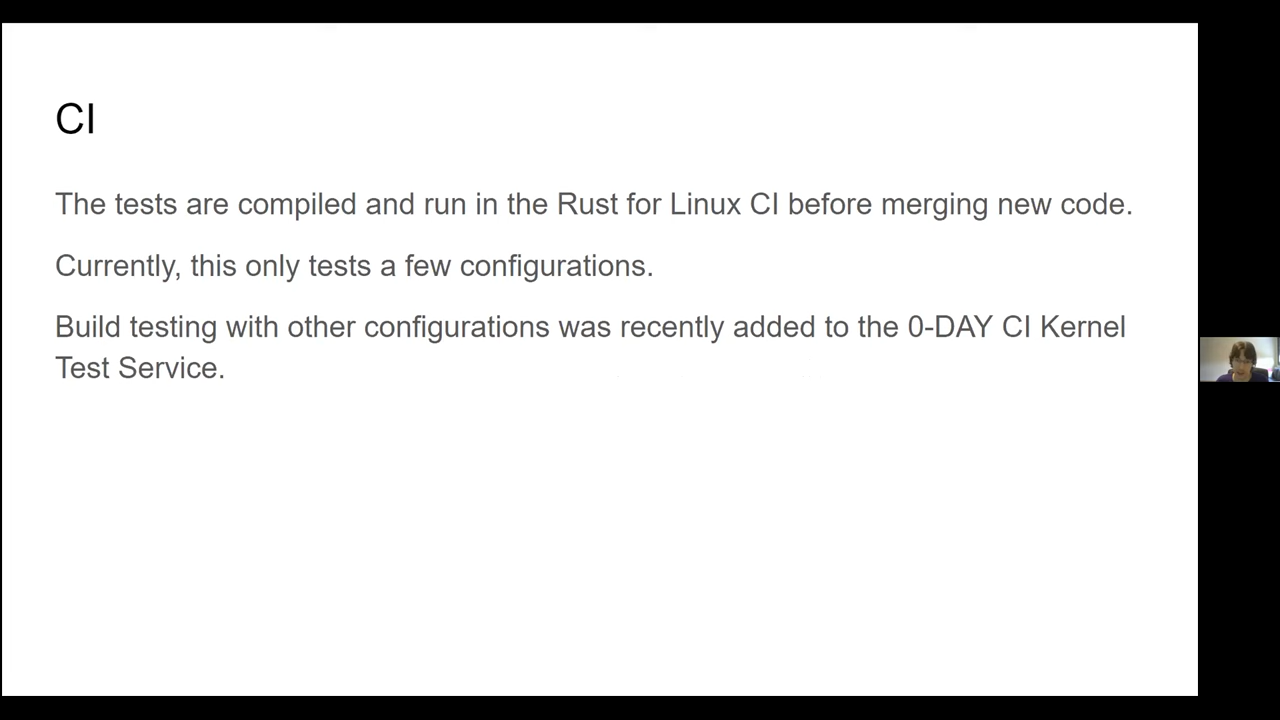 CI
The tests are compiled and run in the Rust for Linux CI before merging new code.
Currently, this only tests a few configurations.
Build testing with other configurations was recently added to the 0-DAY CI Kernel
Test Service.